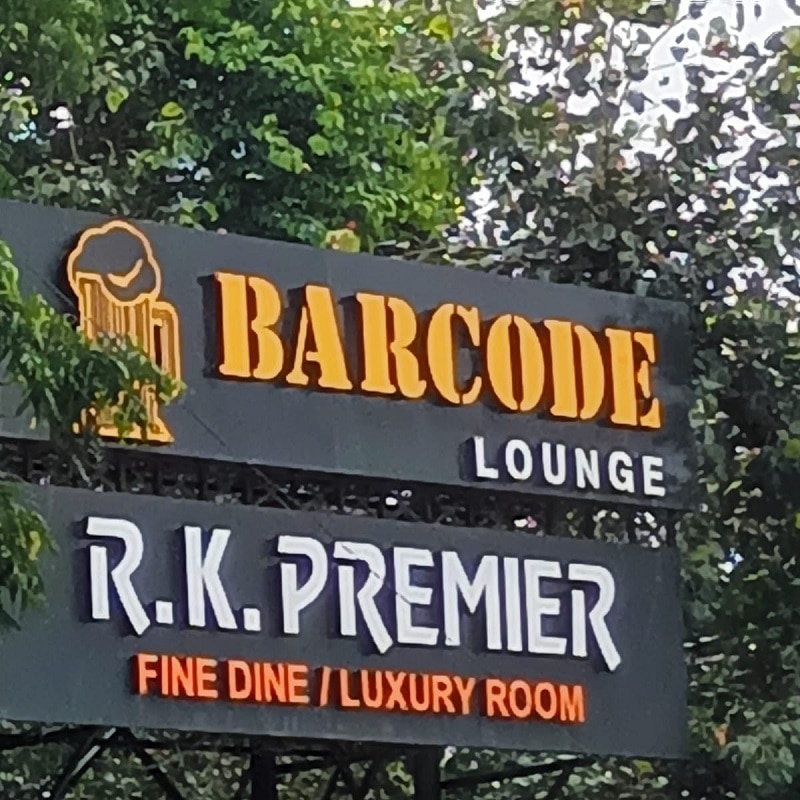 BARCODE
LOUNGE
R.K. PREMIER
FINE DINE / LUXURY ROOM